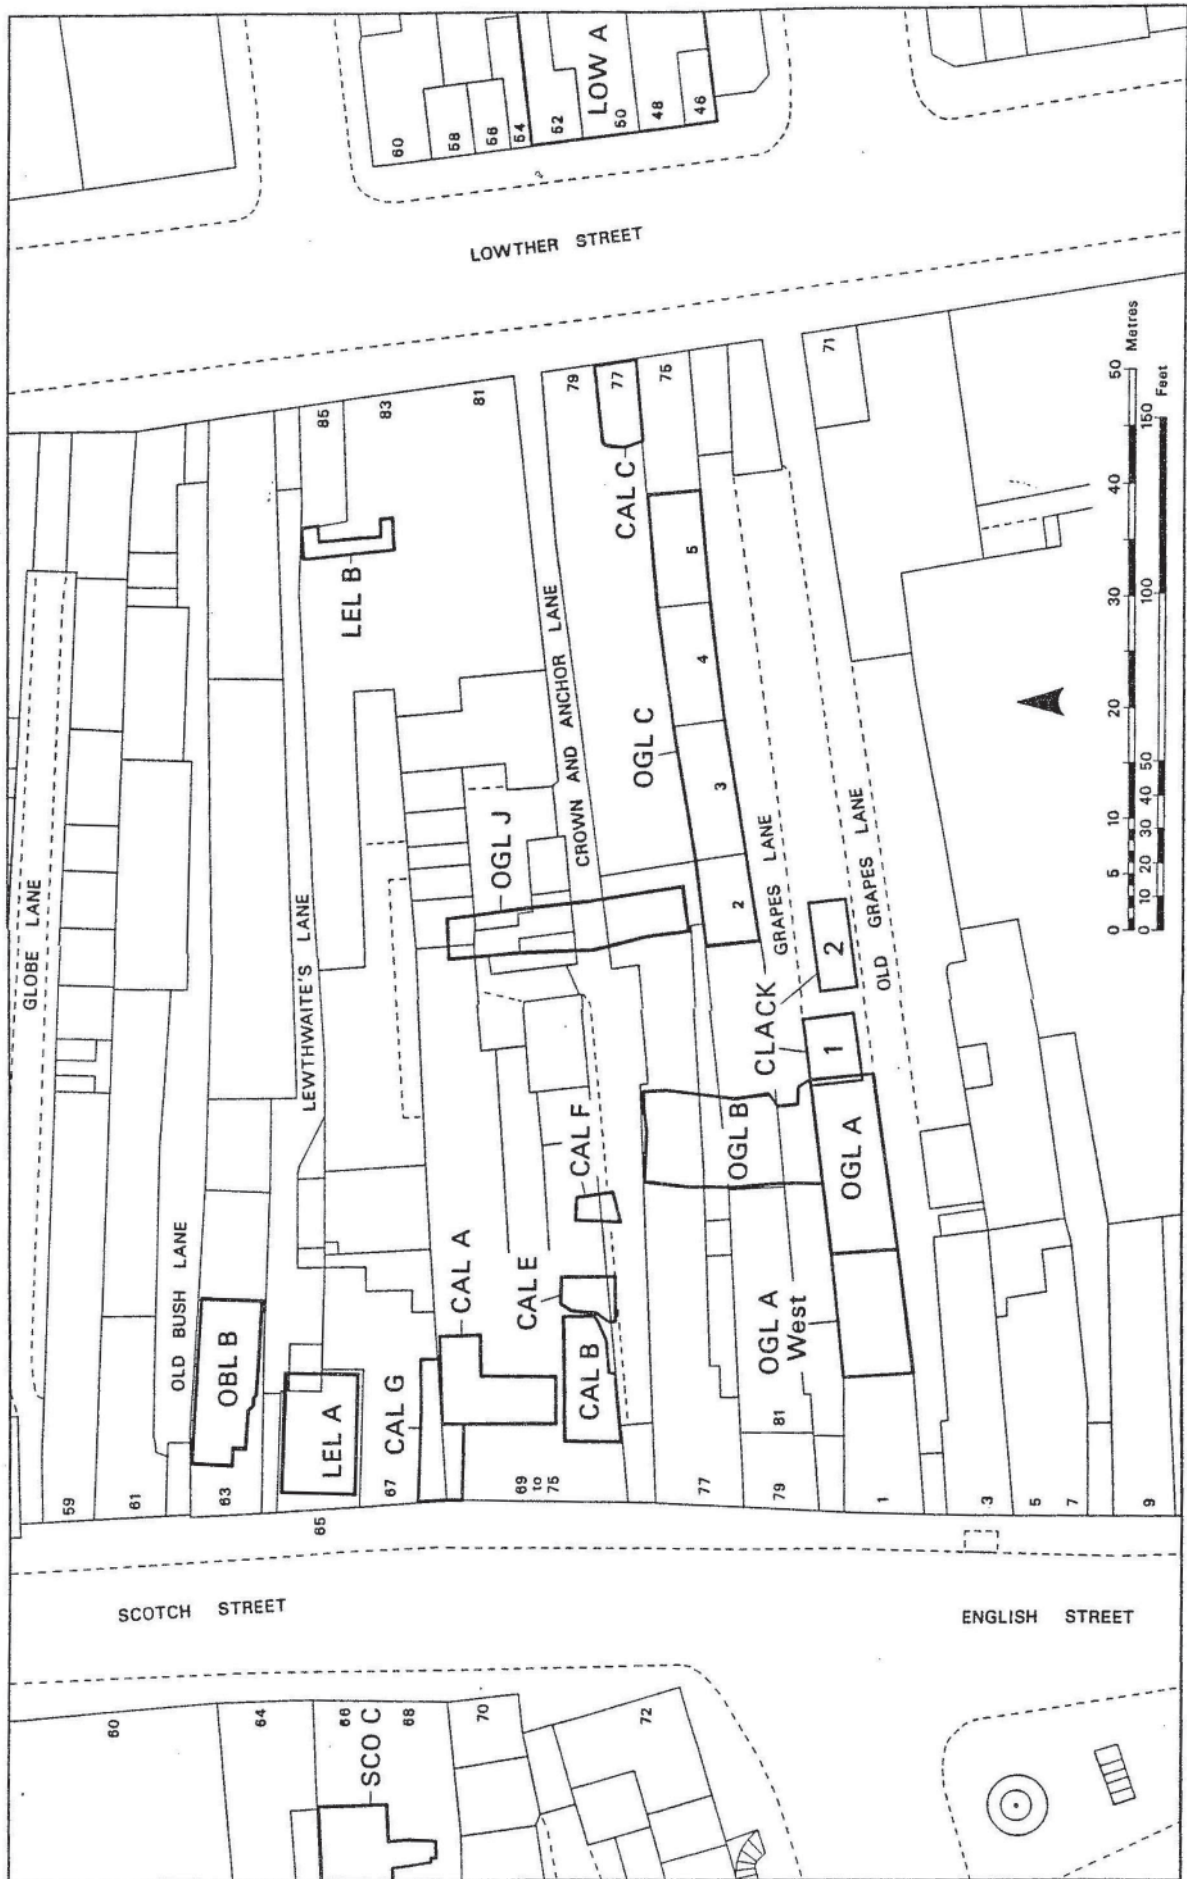 60
58
56
54
52
50
48
46
LOW A
LOWTHER STREET
85
83
81
79
77
75
71
CAL C
LEL B
GLOBE LANE
LEWTHWAITE'S LANE
OLD BUSH LANE
CROWN AND ANCHOR LANE
GRAPES LANE
OLD GRAPES LANE
OGL C
5
4
3
2
OGL J
CLACK
2
1
OGL B
OGL A
OGL A
West
CAL F
CAL E
CAL A
CAL B
CAL G
OBL B
LEL A
59
61
63
65
67
69
to
75
77
79
81
1
3
5
7
9
SCOTCH STREET
ENGLISH STREET
60
64
66
68
70
72
SCO C
0 5 10 20 30 40 50 Metres
0 10 20 30 40 50 100 150 Feet